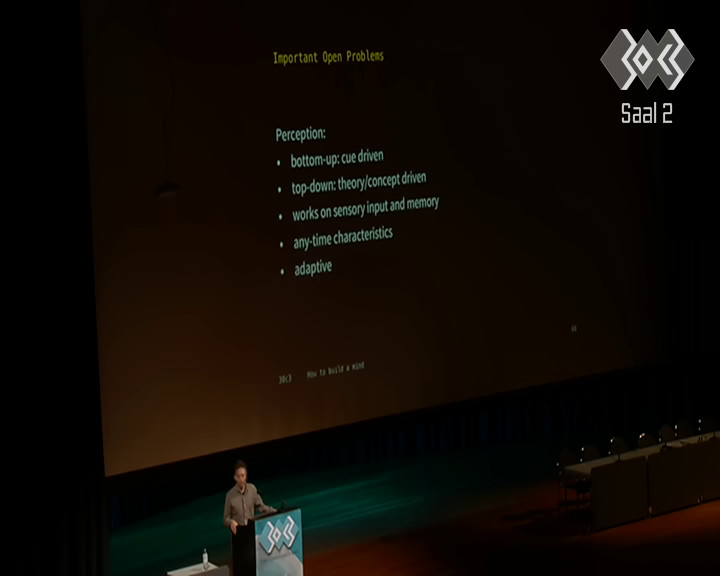 Important Open Problems
Saal 2
Perception:
• bottom-up: cue driven
• top-down: theory/concept driven
• works on sensory input and memory
• any-time characteristics
• adaptive
30c3 How to build a mind